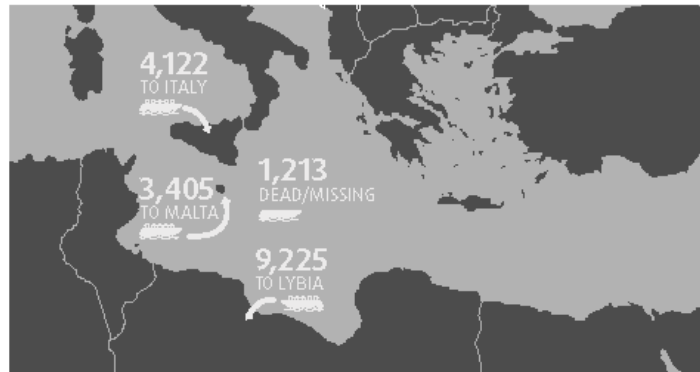 4,122
TO ITALY
1,213
DEAD/MISSING
3,405
TO MALTA
9,225
TO LYBIA